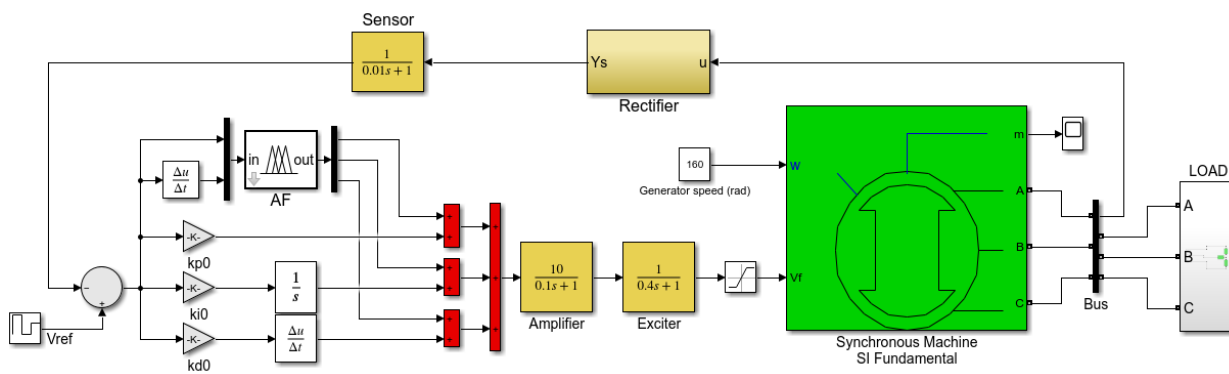 Sensor
1
0.01s + 1
Ys
u
Rectifier
Δu
Δt
in
out
AF
-K-
kp0
-K-
ki0
1
s
-K-
kd0
Δu
Δt
-
+
Vref
+
+
+
+
+
+
+
+
+
10
0.1s + 1
Amplifier
1
0.4s + 1
Exciter
160
Generator speed (rad)
w
Vf
m
A
B
C
Synchronous Machine
SI Fundamental
Bus
LOAD
A
B
C